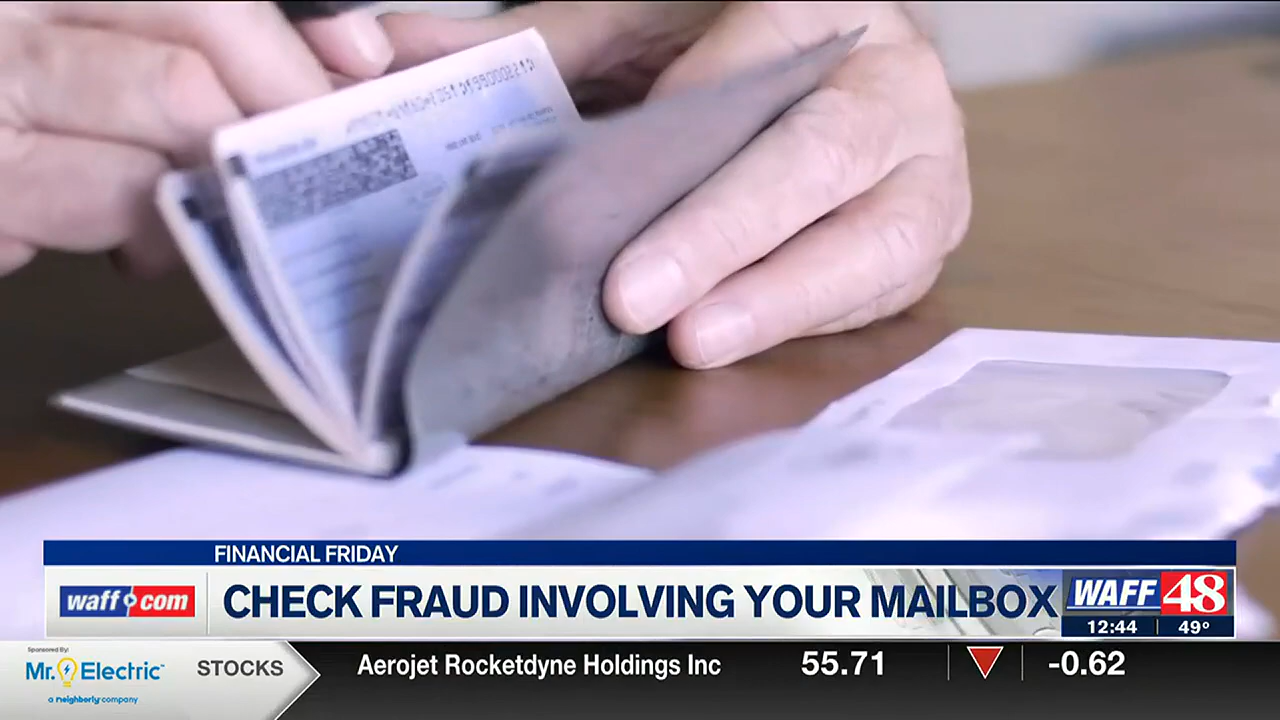 FINANCIAL FRIDAY
waff com
CHECK FRAUD INVOLVING YOUR MAILBOX
WAFF 48
12:44 49°
Sponsored By:
Mr. Electric
a neighborly company
STOCKS
Aerojet Rocketdyne Holdings Inc 55.71 -0.62